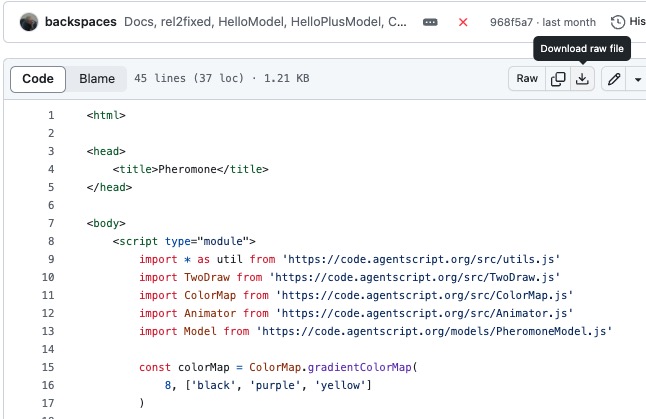 backspaces Docs, rel2fixed, HelloModel, HelloPlusModel, C... 968f5a7 · last month His
Download raw file
Code Blame 45 lines (37 loc) · 1.21 KB Raw
1 <html>
2
3 <head>
4 <title>Pheromone</title>
5 </head>
6
7 <body>
8 <script type="module">
9 import * as util from 'https://code.agentscript.org/src/utils.js'
10 import TwoDraw from 'https://code.agentscript.org/src/TwoDraw.js'
11 import ColorMap from 'https://code.agentscript.org/src/ColorMap.js'
12 import Animator from 'https://code.agentscript.org/src/Animator.js'
13 import Model from 'https://code.agentscript.org/models/PheromoneModel.js'
14
15 const colorMap = ColorMap.gradientColorMap(
16 8, ['black', 'purple', 'yellow']
17 )